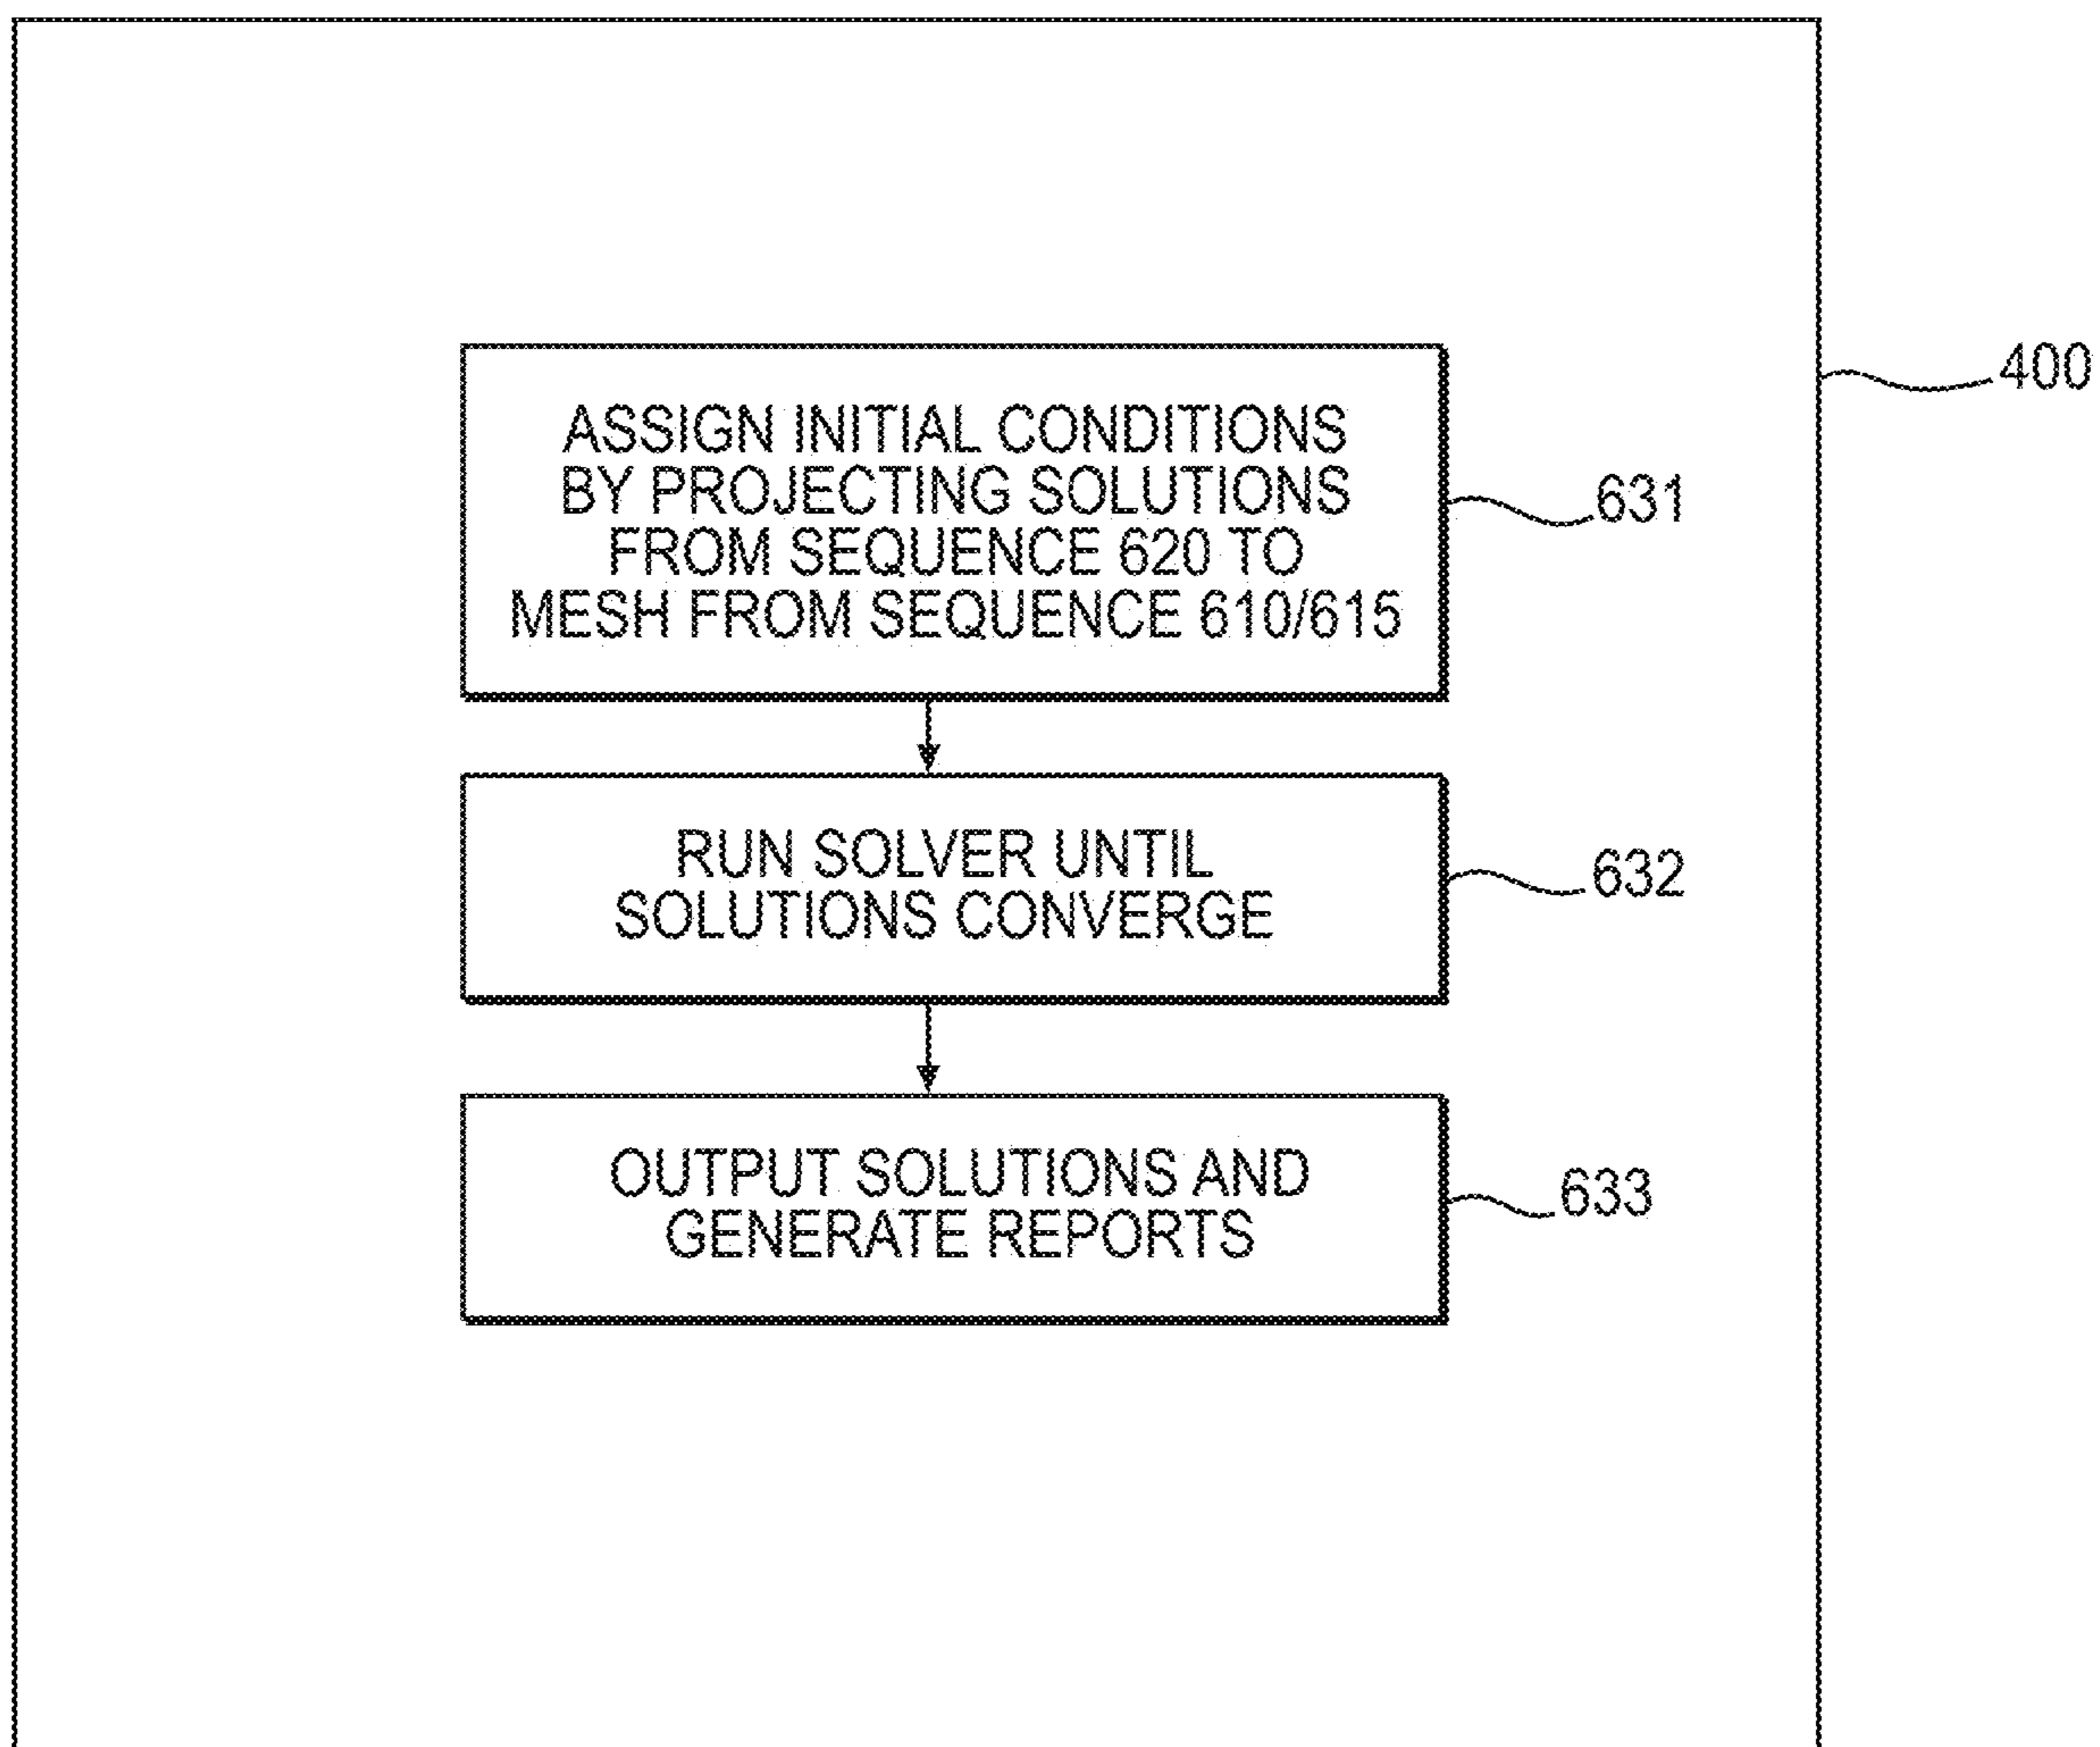 400
ASSIGN INITIAL CONDITIONS
BY PROJECTING SOLUTIONS
FROM SEQUENCE 620 TO
MESH FROM SEQUENCE 610/615
631
RUN SOLVER UNTIL
SOLUTIONS CONVERGE
632
OUTPUT SOLUTIONS AND
GENERATE REPORTS
633